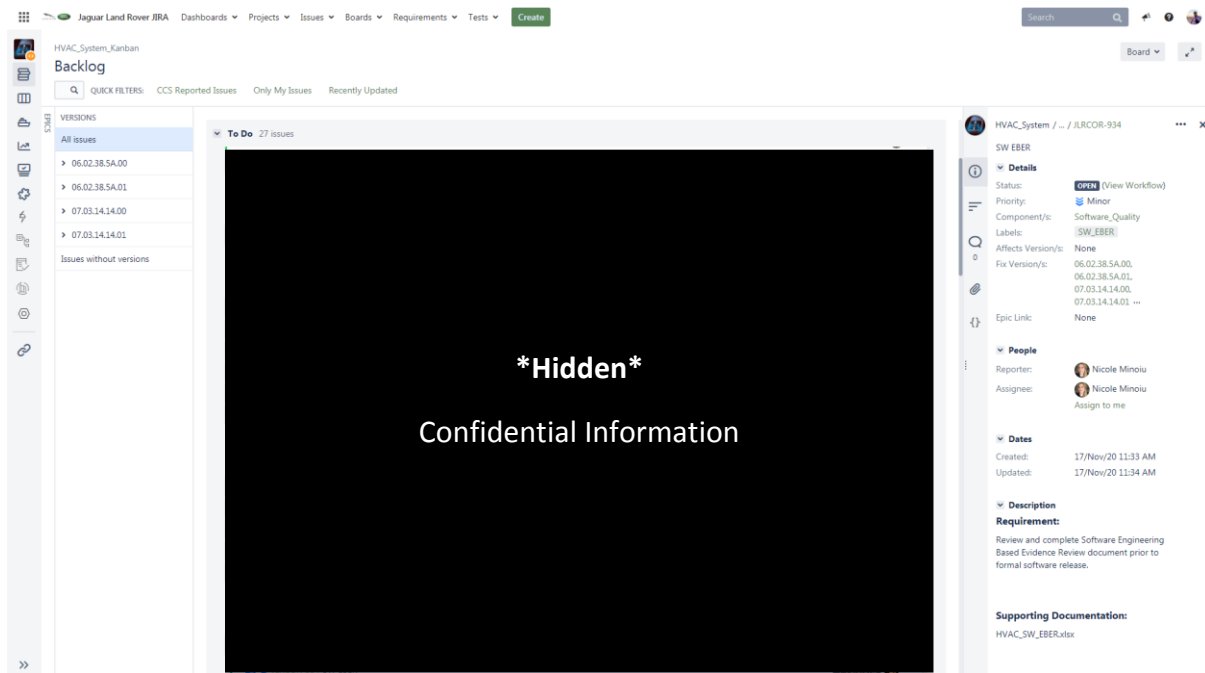 Jaguar Land Rover JIRA Dashboards Projects Issues Boards Requirements Tests Create Search
HVAC_System_Kanban
Backlog
Board
QUICK FILTERS: CCS Reported Issues Only My Issues Recently Updated
EPICS
VERSIONS
All issues
06.02.38.5A.00
06.02.38.5A.01
07.03.14.14.00
07.03.14.14.01
Issues without versions
To Do 27 issues
*Hidden*
Confidential Information
HVAC_System / ... / JLRCOR-934
SW EBER
Details
Status: OPEN (View Workflow)
Priority: Minor
Component/s: Software_Quality
Labels: SW_EBER
Affects Version/s: None
Fix Version/s: 06.02.38.5A.00,
06.02.38.5A.01,
07.03.14.14.00,
07.03.14.14.01 ...
Epic Link: None
0
People
Reporter: Nicole Minoiu
Assignee: Nicole Minoiu
Assign to me
Dates
Created: 17/Nov/20 11:33 AM
Updated: 17/Nov/20 11:34 AM
Description
Requirement:
Review and complete Software Engineering
Based Evidence Review document prior to
formal software release.
Supporting Documentation:
HVAC_SW_EBER.xlsx